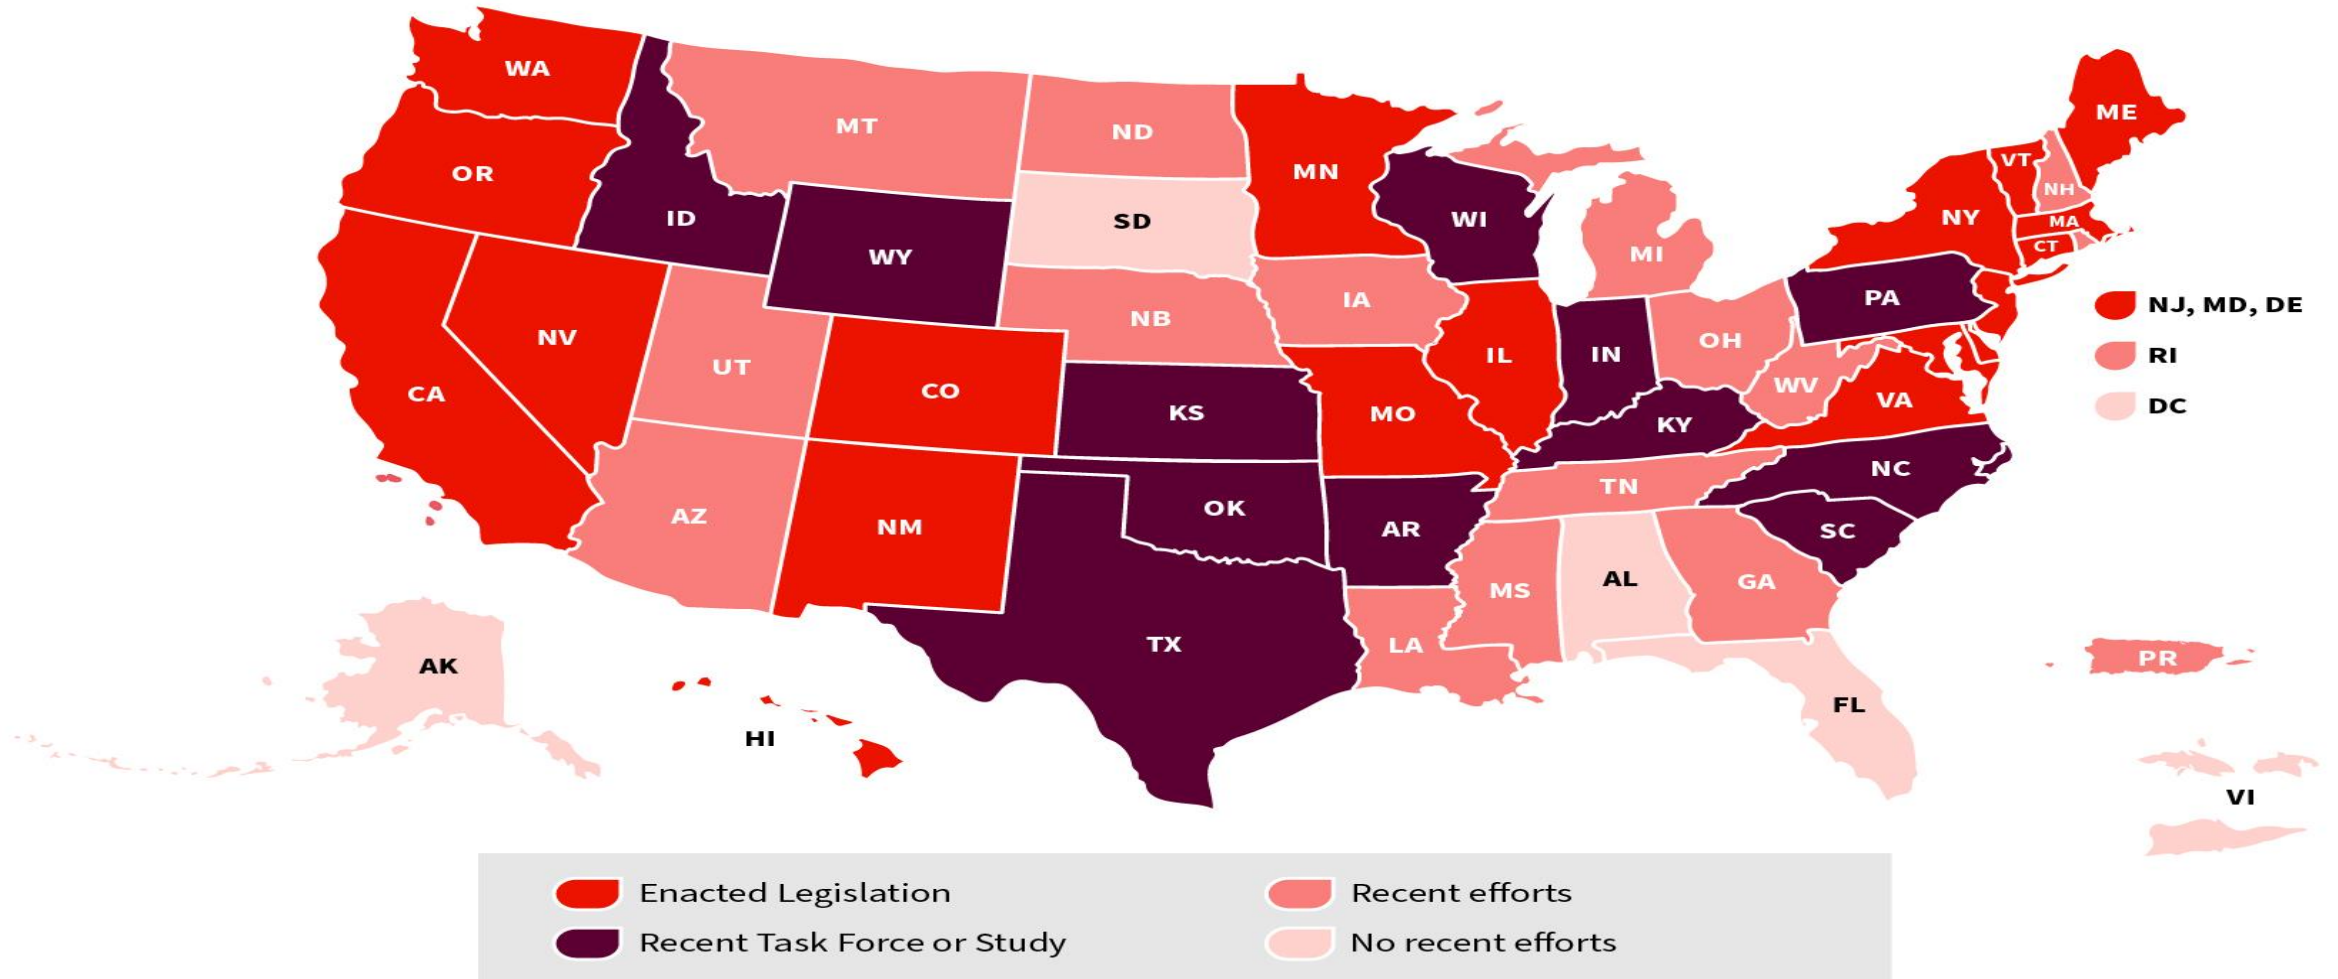 WA
MT
ND
MN
ME
OR
ID
SD
WI
VT
NH
NY
MA
CT
WY
MI
PA
NJ, MD, DE
NV
NB
IA
OH
RI
UT
CO
IL
IN
WV
VA
DC
CA
KS
MO
KY
NC
AZ
NM
OK
AR
TN
SC
TX
MS
AL
GA
LA
AK
PR
HI
FL
VI
Enacted Legislation
Recent efforts
Recent Task Force or Study
No recent efforts